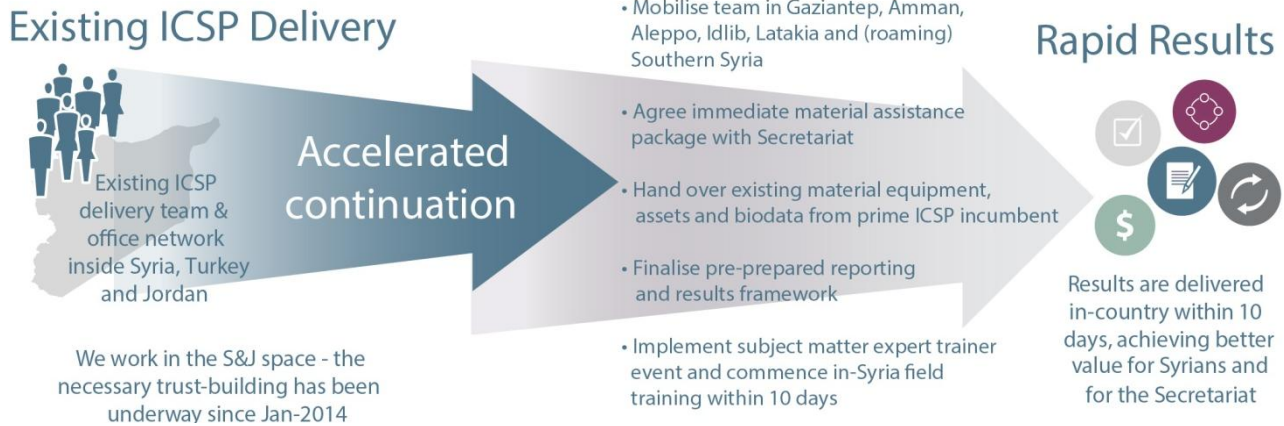 Existing ICSP Delivery
Existing ICSP
delivery team &
office network
inside Syria, Turkey
and Jordan
We work in the S&J space - the
necessary trust-building has been
underway since Jan-2014
Accelerated
continuation
• Mobilise team in Gaziantep, Amman,
Aleppo, Idlib, Latakia and (roaming)
Southern Syria
• Agree immediate material assistance
package with Secretariat
• Hand over existing material equipment,
assets and biodata from prime ICSP incumbent
• Finalise pre-prepared reporting
and results framework
• Implement subject matter expert trainer
event and commence in-Syria field
training within 10 days
Rapid Results
$
Results are delivered
in-country within 10
days, achieving better
value for Syrians and
for the Secretariat